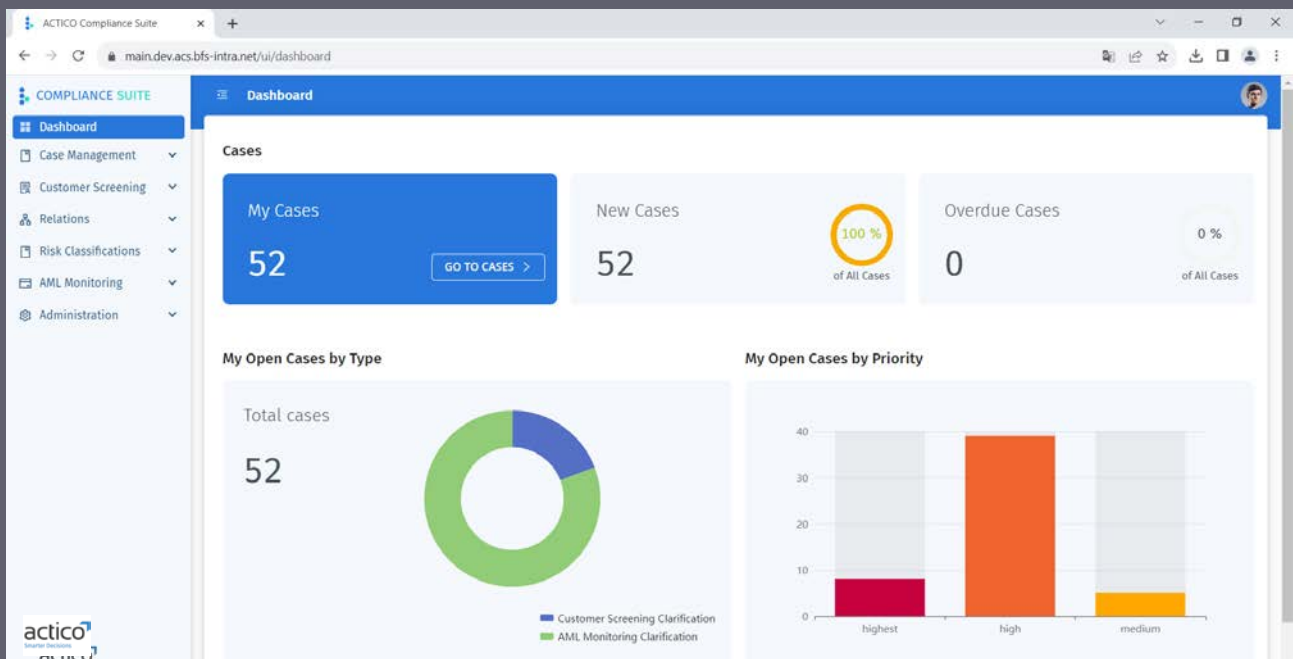 ACTICO Compliance Suite
main.dev.acs.bfs-intra.net/ui/dashboard
COMPLIANCE SUITE
Dashboard
Case Management
Customer Screening
Relations
Risk Classifications
AML Monitoring
Administration
Dashboard
Cases
My Cases
52
GO TO CASES >
New Cases
52
100 %
of All Cases
Overdue Cases
0
0 %
of All Cases
My Open Cases by Type
Total cases
52
Customer Screening Clarification
AML Monitoring Clarification
My Open Cases by Priority
40
30
20
10
0
highest
high
medium
actico
Smarter Decisions